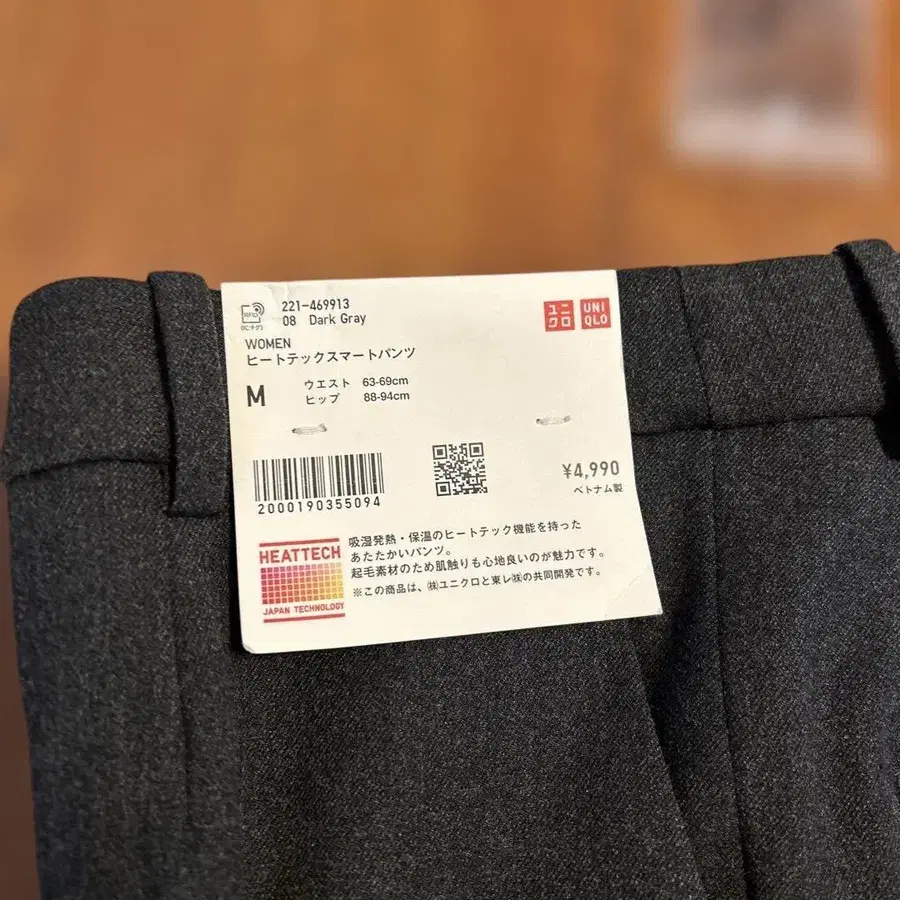 RFID
(ICタグ)
221-469913
08 Dark Gray
ユニクロ
UNIQLO
WOMEN
ヒートテックスマートパンツ
M
ウエスト 63-69cm
ヒップ 88-94cm
2000190355094
¥4,990
ベトナム製
HEATTECH
JAPAN TECHNOLOGY
吸湿発熱・保温のヒートテック機能を持った
あたたかいパンツ。
起毛素材のため肌触りも心地良いのが魅力です。
※この商品は、㈱ユニクロと東レ㈱の共同開発です。